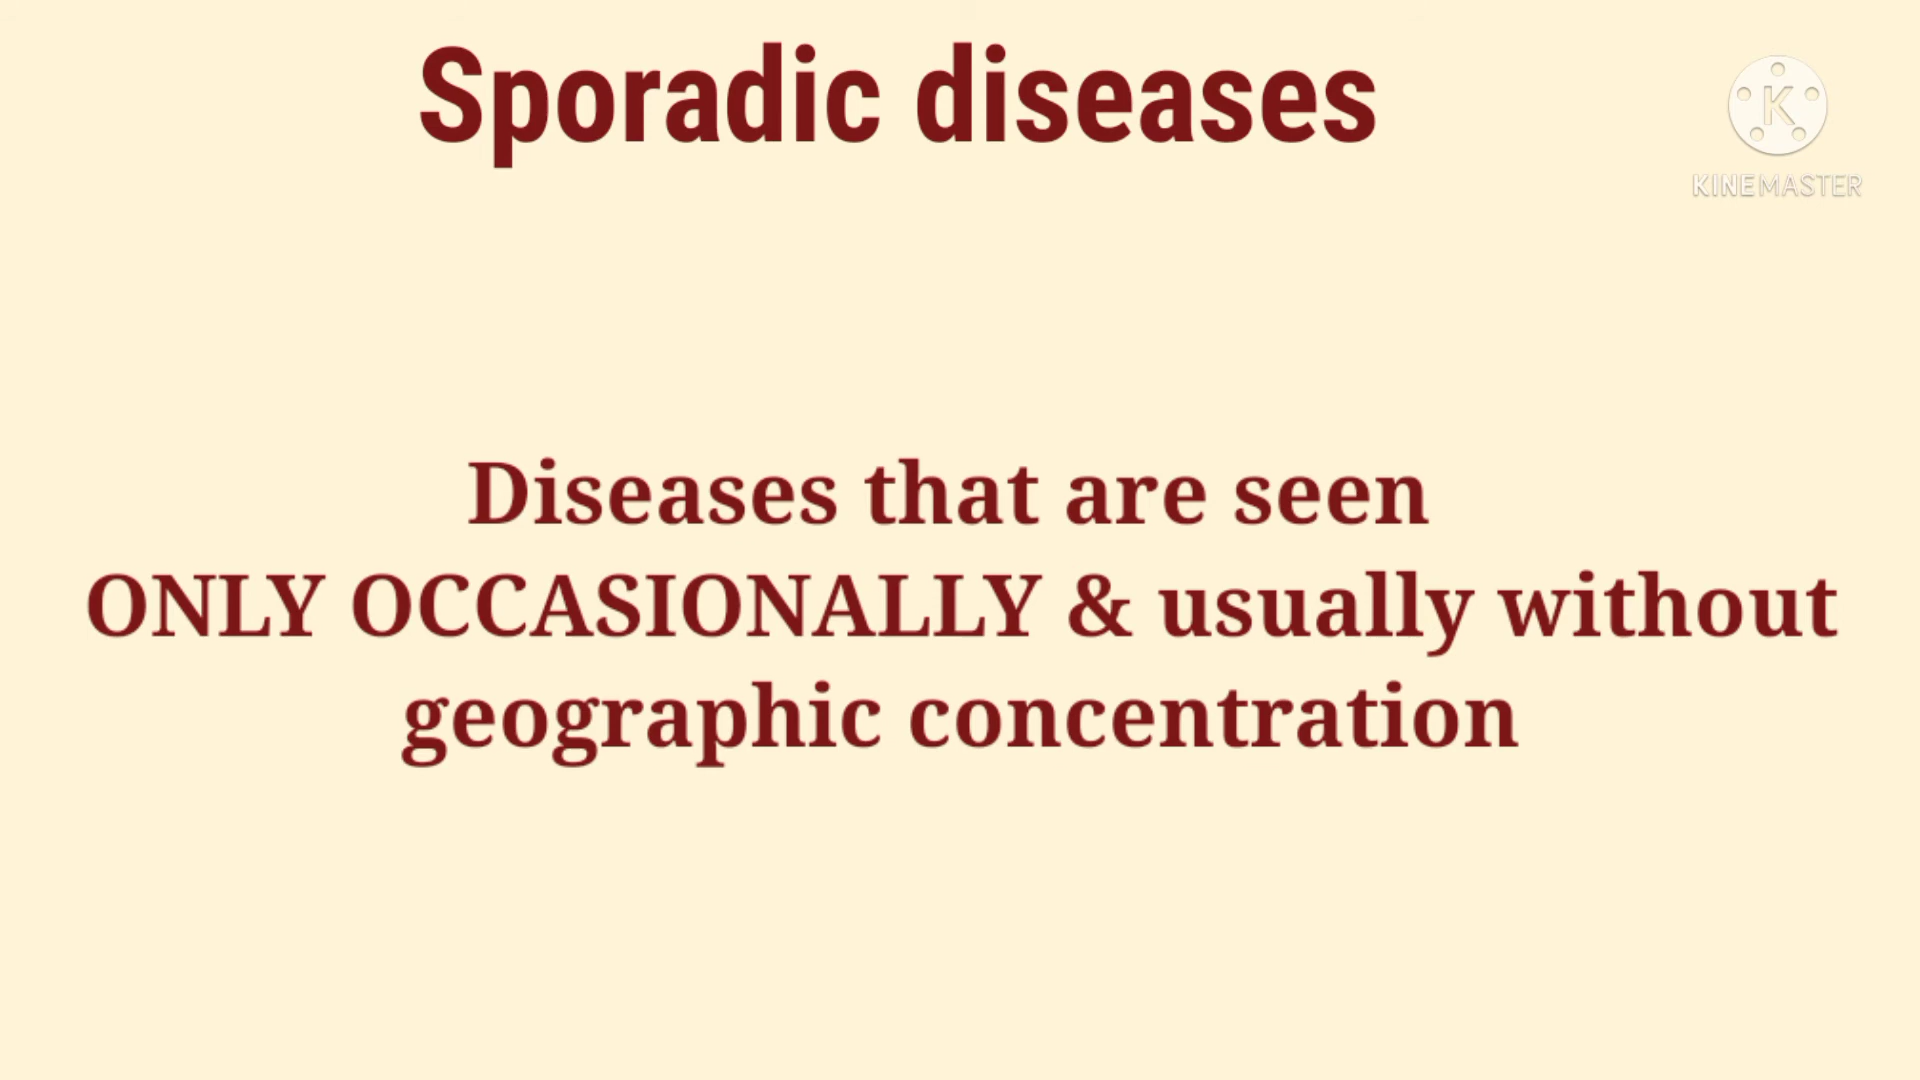 Sporadic diseases
K
KINEMASTER
Diseases that are seen
ONLY OCCASIONALLY & usually without
geographic concentration